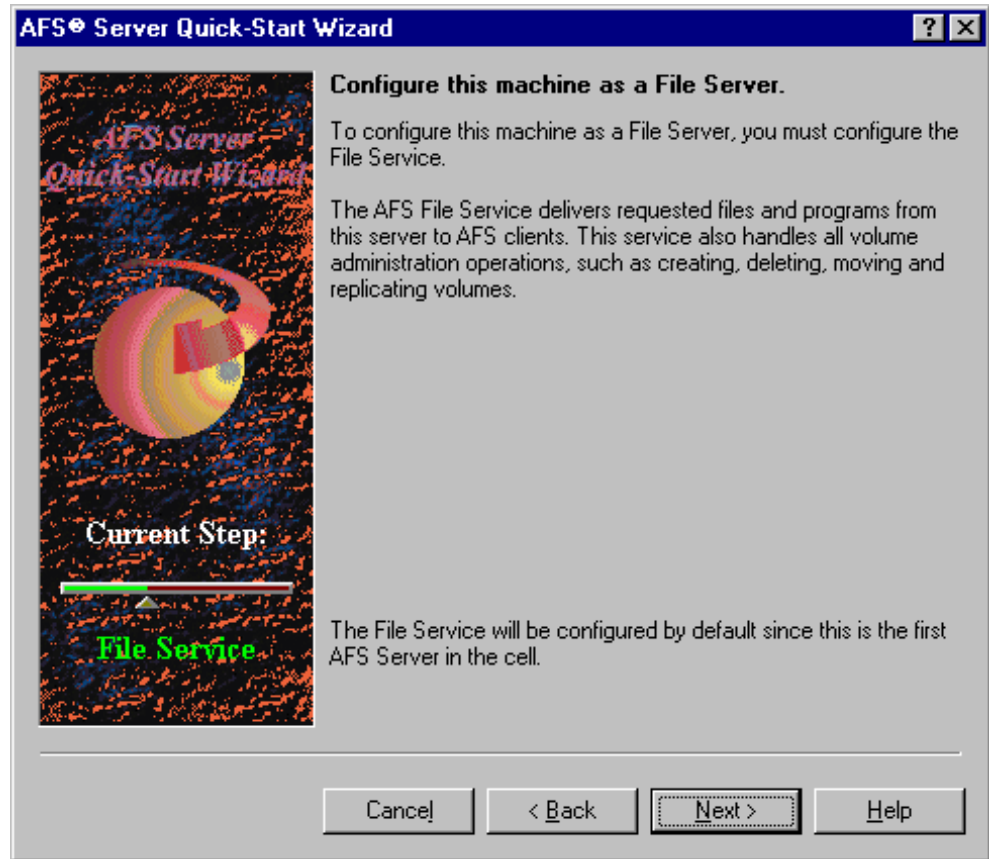 AFS® Server Quick-Start Wizard
AFS Server
Quick-Start Wizard
Current Step:
File Service
Configure this machine as a File Server.
To configure this machine as a File Server, you must configure the
File Service.
The AFS File Service delivers requested files and programs from
this server to AFS clients. This service also handles all volume
administration operations, such as creating, deleting, moving and
replicating volumes.
The File Service will be configured by default since this is the first
AFS Server in the cell.
Cancel
< Back
Next >
Help